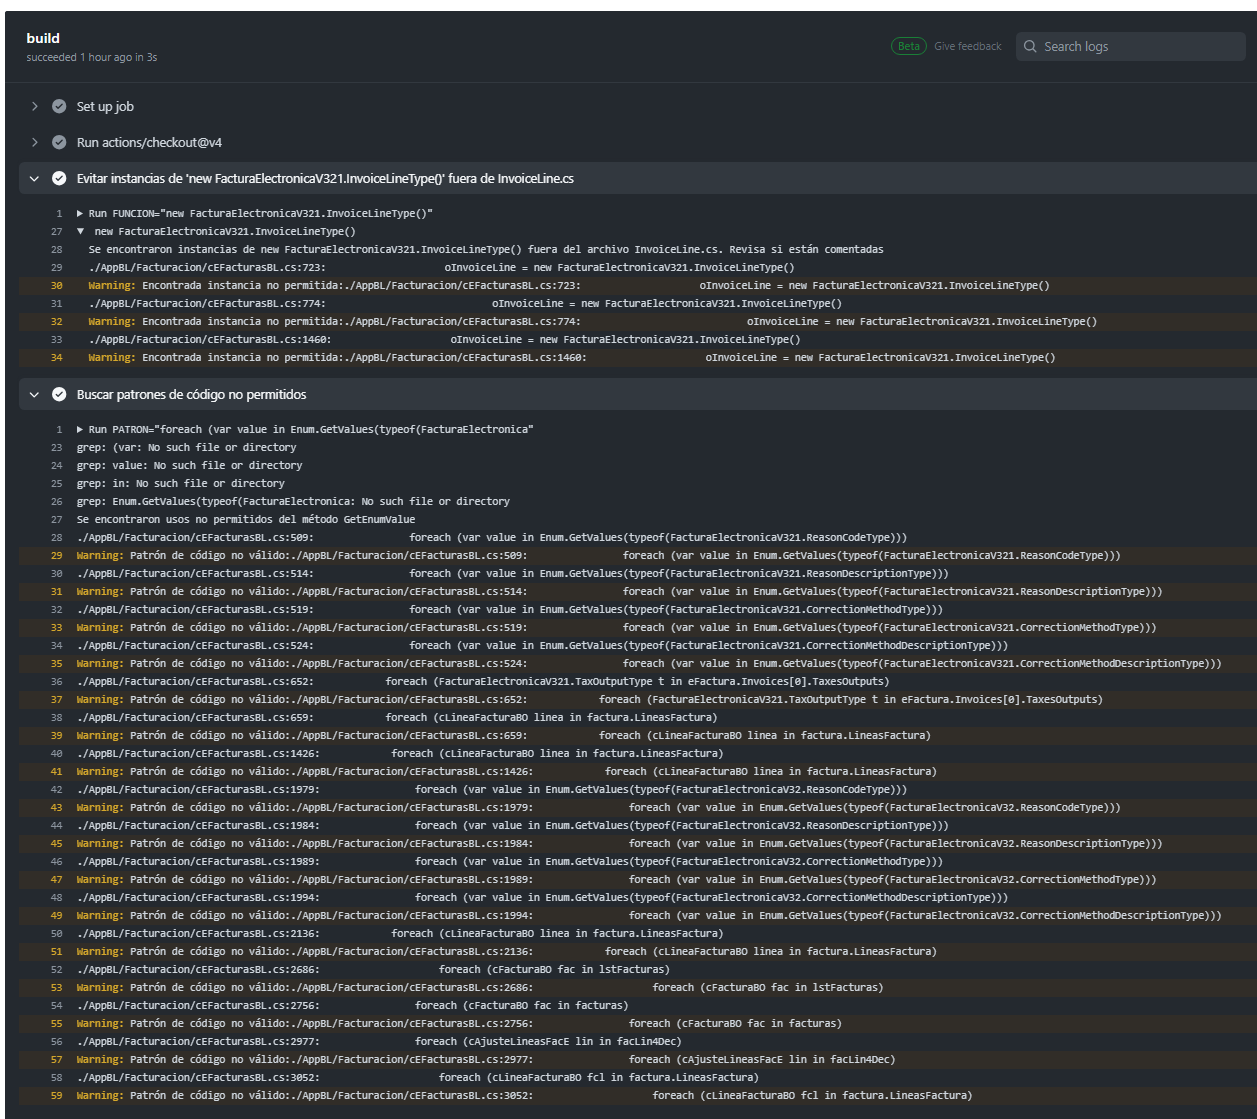 build
succeeded 1 hour ago in 3s
Beta Give feedback
Search logs
Set up job
Run actions/checkout@v4
Evitar instancias de 'new FacturaElectronicaV321.InvoiceLineType()' fuera de InvoiceLine.cs
1 ▶ Run FUNCION="new FacturaElectronicaV321.InvoiceLineType()"
27 ▼ new FacturaElectronicaV321.InvoiceLineType()
28 Se encontraron instancias de new FacturaElectronicaV321.InvoiceLineType() fuera del archivo InvoiceLine.cs. Revisa si están comentadas
29 ./AppBL/Facturacion/cEFacturasBL.cs:723: oInvoiceLine = new FacturaElectronicaV321.InvoiceLineType()
30 Warning: Encontrada instancia no permitida:./AppBL/Facturacion/cEFacturasBL.cs:723: oInvoiceLine = new FacturaElectronicaV321.InvoiceLineType()
31 ./AppBL/Facturacion/cEFacturasBL.cs:774: oInvoiceLine = new FacturaElectronicaV321.InvoiceLineType()
32 Warning: Encontrada instancia no permitida:./AppBL/Facturacion/cEFacturasBL.cs:774: oInvoiceLine = new FacturaElectronicaV321.InvoiceLineType()
33 ./AppBL/Facturacion/cEFacturasBL.cs:1460: oInvoiceLine = new FacturaElectronicaV321.InvoiceLineType()
34 Warning: Encontrada instancia no permitida:./AppBL/Facturacion/cEFacturasBL.cs:1460: oInvoiceLine = new FacturaElectronicaV321.InvoiceLineType()
Buscar patrones de código no permitidos
1 ▶ Run PATRON="foreach (var value in Enum.GetValues(typeof(FacturaElectronica"
23 grep: (var: No such file or directory
24 grep: value: No such file or directory
25 grep: in: No such file or directory
26 grep: Enum.GetValues(typeof(FacturaElectronica: No such file or directory
27 Se encontraron usos no permitidos del método GetEnumValue
28 ./AppBL/Facturacion/cEFacturasBL.cs:509: foreach (var value in Enum.GetValues(typeof(FacturaElectronicaV321.ReasonCodeType)))
29 Warning: Patrón de código no válido:./AppBL/Facturacion/cEFacturasBL.cs:509: foreach (var value in Enum.GetValues(typeof(FacturaElectronicaV321.ReasonCodeType)))
30 ./AppBL/Facturacion/cEFacturasBL.cs:514: foreach (var value in Enum.GetValues(typeof(FacturaElectronicaV321.ReasonDescriptionType)))
31 Warning: Patrón de código no válido:./AppBL/Facturacion/cEFacturasBL.cs:514: foreach (var value in Enum.GetValues(typeof(FacturaElectronicaV321.ReasonDescriptionType)))
32 ./AppBL/Facturacion/cEFacturasBL.cs:519: foreach (var value in Enum.GetValues(typeof(FacturaElectronicaV321.CorrectionMethodType)))
33 Warning: Patrón de código no válido:./AppBL/Facturacion/cEFacturasBL.cs:519: foreach (var value in Enum.GetValues(typeof(FacturaElectronicaV321.CorrectionMethodType)))
34 ./AppBL/Facturacion/cEFacturasBL.cs:524: foreach (var value in Enum.GetValues(typeof(FacturaElectronicaV321.CorrectionMethodDescriptionType)))
35 Warning: Patrón de código no válido:./AppBL/Facturacion/cEFacturasBL.cs:524: foreach (var value in Enum.GetValues(typeof(FacturaElectronicaV321.CorrectionMethodDescriptionType)))
36 ./AppBL/Facturacion/cEFacturasBL.cs:652: foreach (FacturaElectronicaV321.TaxOutputType t in eFactura.Invoices[0].TaxesOutputs)
37 Warning: Patrón de código no válido:./AppBL/Facturacion/cEFacturasBL.cs:652: foreach (FacturaElectronicaV321.TaxOutputType t in eFactura.Invoices[0].TaxesOutputs)
38 ./AppBL/Facturacion/cEFacturasBL.cs:659: foreach (cLineaFacturaBO linea in factura.LineasFactura)
39 Warning: Patrón de código no válido:./AppBL/Facturacion/cEFacturasBL.cs:659: foreach (cLineaFacturaBO linea in factura.LineasFactura)
40 ./AppBL/Facturacion/cEFacturasBL.cs:1426: foreach (cLineaFacturaBO linea in factura.LineasFactura)
41 Warning: Patrón de código no válido:./AppBL/Facturacion/cEFacturasBL.cs:1426: foreach (cLineaFacturaBO linea in factura.LineasFactura)
42 ./AppBL/Facturacion/cEFacturasBL.cs:1979: foreach (var value in Enum.GetValues(typeof(FacturaElectronicaV32.ReasonCodeType)))
43 Warning: Patrón de código no válido:./AppBL/Facturacion/cEFacturasBL.cs:1979: foreach (var value in Enum.GetValues(typeof(FacturaElectronicaV32.ReasonCodeType)))
44 ./AppBL/Facturacion/cEFacturasBL.cs:1984: foreach (var value in Enum.GetValues(typeof(FacturaElectronicaV32.ReasonDescriptionType)))
45 Warning: Patrón de código no válido:./AppBL/Facturacion/cEFacturasBL.cs:1984: foreach (var value in Enum.GetValues(typeof(FacturaElectronicaV32.ReasonDescriptionType)))
46 ./AppBL/Facturacion/cEFacturasBL.cs:1989: foreach (var value in Enum.GetValues(typeof(FacturaElectronicaV32.CorrectionMethodType)))
47 Warning: Patrón de código no válido:./AppBL/Facturacion/cEFacturasBL.cs:1989: foreach (var value in Enum.GetValues(typeof(FacturaElectronicaV32.CorrectionMethodType)))
48 ./AppBL/Facturacion/cEFacturasBL.cs:1994: foreach (var value in Enum.GetValues(typeof(FacturaElectronicaV32.CorrectionMethodDescriptionType)))
49 Warning: Patrón de código no válido:./AppBL/Facturacion/cEFacturasBL.cs:1994: foreach (var value in Enum.GetValues(typeof(FacturaElectronicaV32.CorrectionMethodDescriptionType)))
50 ./AppBL/Facturacion/cEFacturasBL.cs:2136: foreach (cLineaFacturaBO linea in factura.LineasFactura)
51 Warning: Patrón de código no válido:./AppBL/Facturacion/cEFacturasBL.cs:2136: foreach (cLineaFacturaBO linea in factura.LineasFactura)
52 ./AppBL/Facturacion/cEFacturasBL.cs:2686: foreach (cFacturaBO fac in lstFacturas)
53 Warning: Patrón de código no válido:./AppBL/Facturacion/cEFacturasBL.cs:2686: foreach (cFacturaBO fac in lstFacturas)
54 ./AppBL/Facturacion/cEFacturasBL.cs:2756: foreach (cFacturaBO fac in facturas)
55 Warning: Patrón de código no válido:./AppBL/Facturacion/cEFacturasBL.cs:2756: foreach (cFacturaBO fac in facturas)
56 ./AppBL/Facturacion/cEFacturasBL.cs:2977: foreach (cAjusteLineasFacE lin in facLin4Dec)
57 Warning: Patrón de código no válido:./AppBL/Facturacion/cEFacturasBL.cs:2977: foreach (cAjusteLineasFacE lin in facLin4Dec)
58 ./AppBL/Facturacion/cEFacturasBL.cs:3052: foreach (cLineaFacturaBO fcl in factura.LineasFactura)
59 Warning: Patrón de código no válido:./AppBL/Facturacion/cEFacturasBL.cs:3052: foreach (cLineaFacturaBO fcl in factura.LineasFactura)